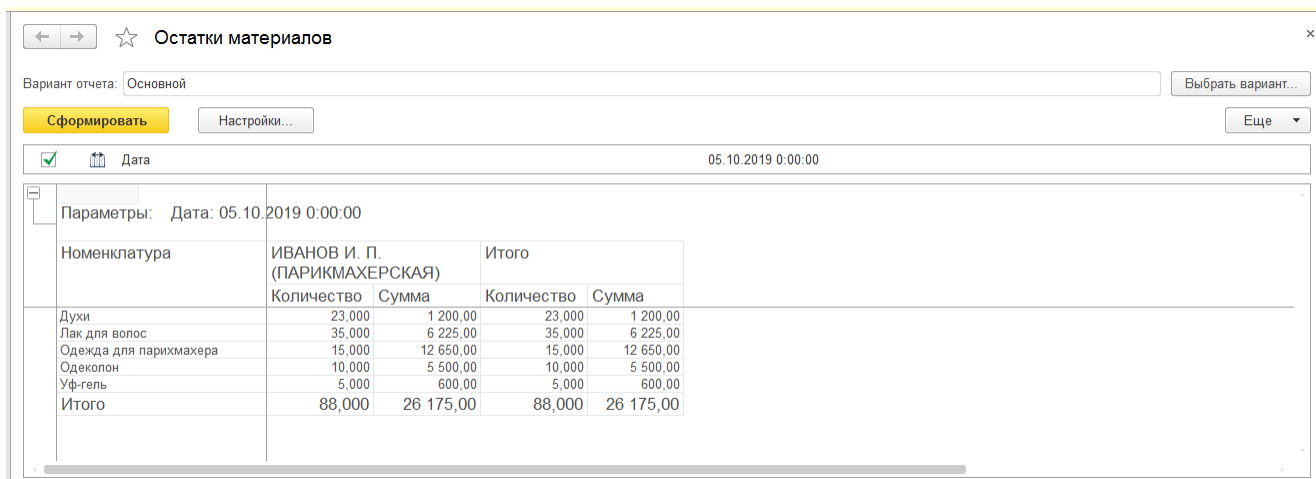 Остатки материалов
Вариант отчета: Основной Выбрать вариант...
Сформировать Настройки... Еще
Дата 05.10.2019 0:00:00
Параметры: Дата: 05.10.2019 0:00:00
Номенклатура ИВАНОВ И. П. Итого
(ПАРИКМАХЕРСКАЯ)
Количество Сумма Количество Сумма
Духи 23,000 1 200,00 23,000 1 200,00
Лак для волос 35,000 6 225,00 35,000 6 225,00
Одежда для парихмахера 15,000 12 650,00 15,000 12 650,00
Одеколон 10,000 5 500,00 10,000 5 500,00
Уф-гель 5,000 600,00 5,000 600,00
Итого 88,000 26 175,00 88,000 26 175,00